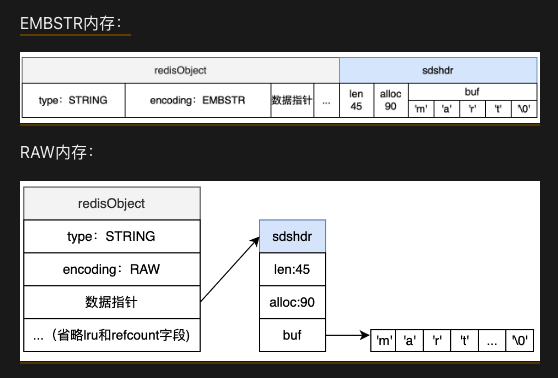 EMBSTR内存：
redisObject
sdshdr
type：STRING
encoding：EMBSTR
数据指针
...
len
45
alloc
90
buf
'm' 'a' 'r' 't' '\0'
RAW内存：
redisObject
type：STRING
encoding：RAW
数据指针
...（省略lru和refcount字段)
sdshdr
len:45
alloc:90
buf
'm' 'a' 'r' 't' ... '\0'